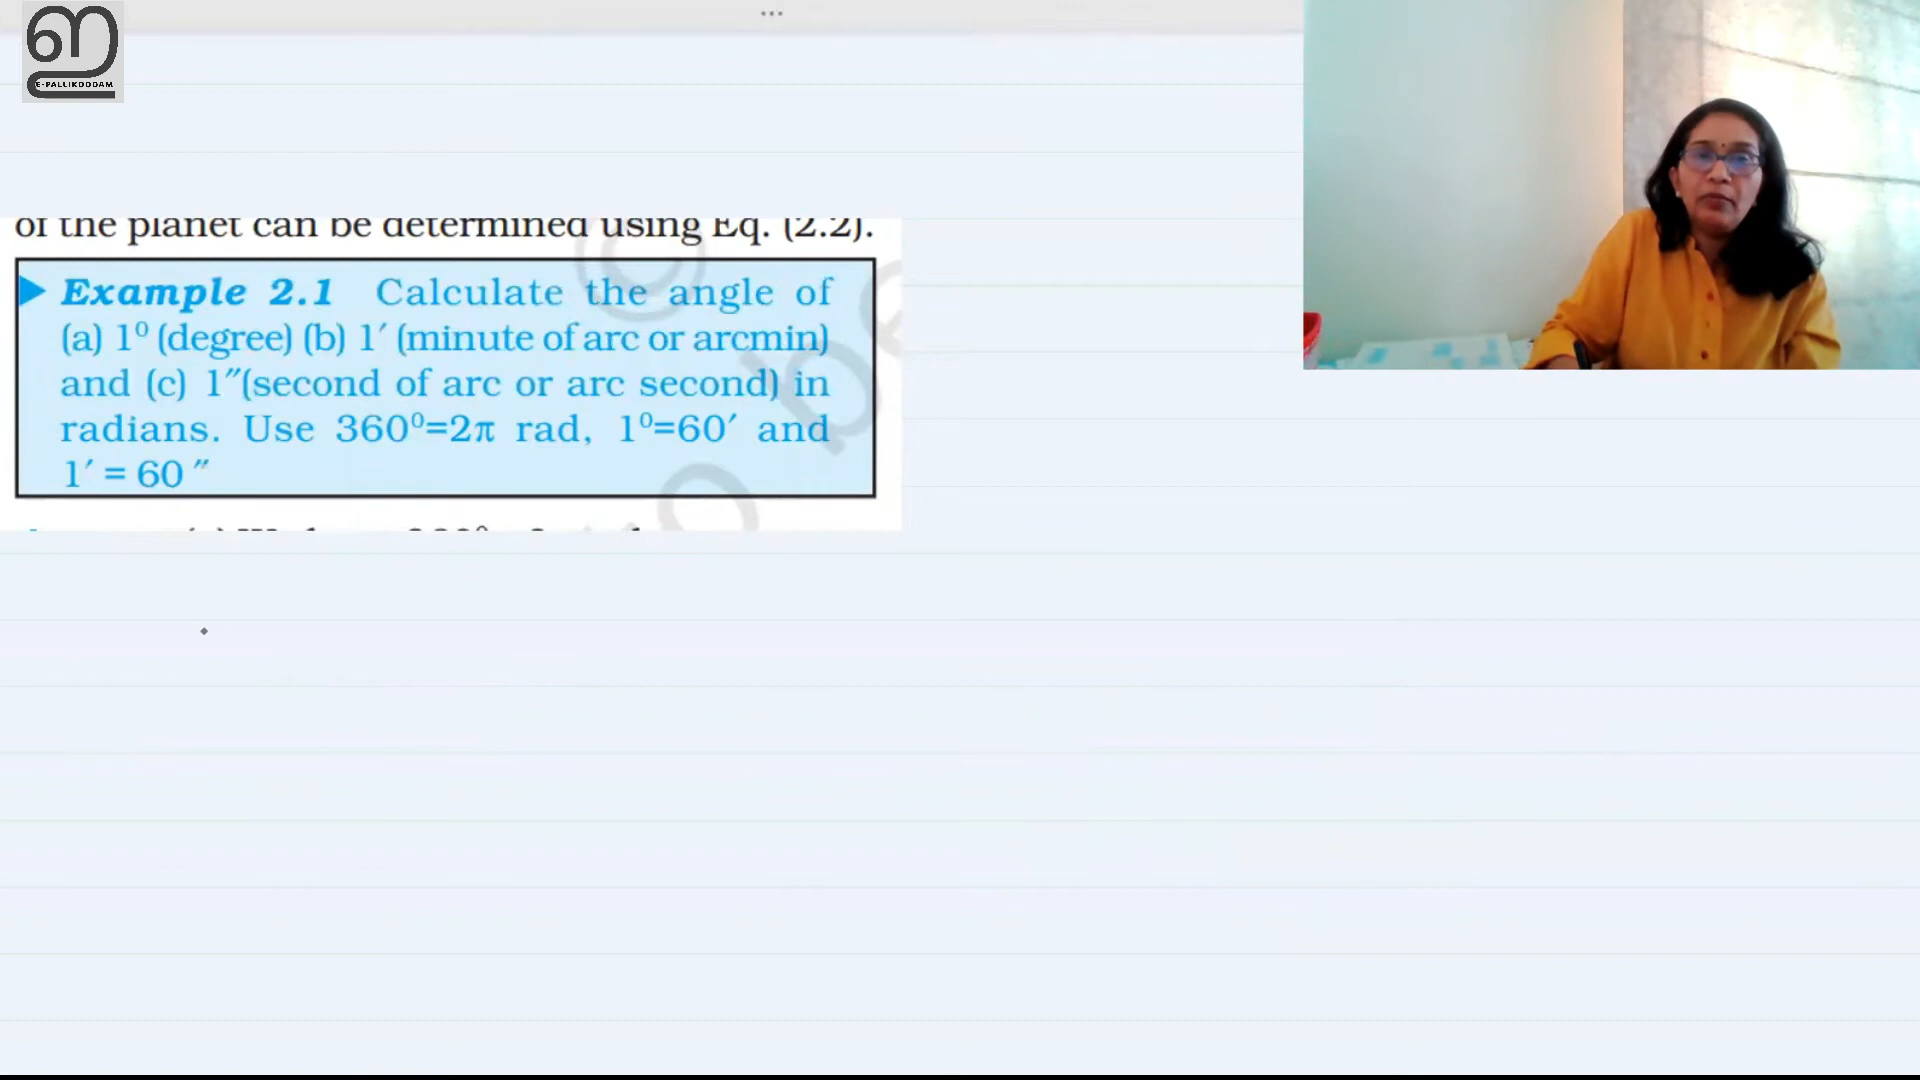 ...
ഈ
E-PALLIKOODAM
of the planet can be determined using Eq. (2.2).
Example 2.1 Calculate the angle of
(a) 1⁰ (degree) (b) 1′ (minute of arc or arcmin)
and (c) 1″(second of arc or arc second) in
radians. Use 360⁰=2π rad, 1⁰=60′ and
1′ = 60 ″